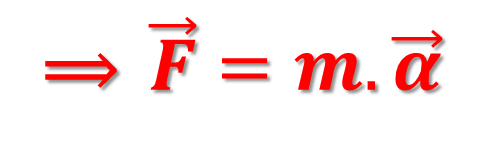 ⇒ F⃗ = m.α⃗